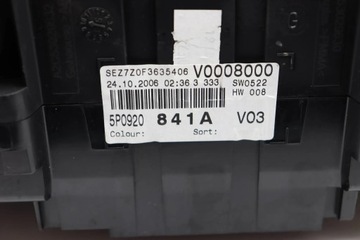 SEZ7Z0F3635406 V0008000
24.10.2006 02:36 3 333 SW0522
HW 008
5P0920 841A V03
Colour: Sort: